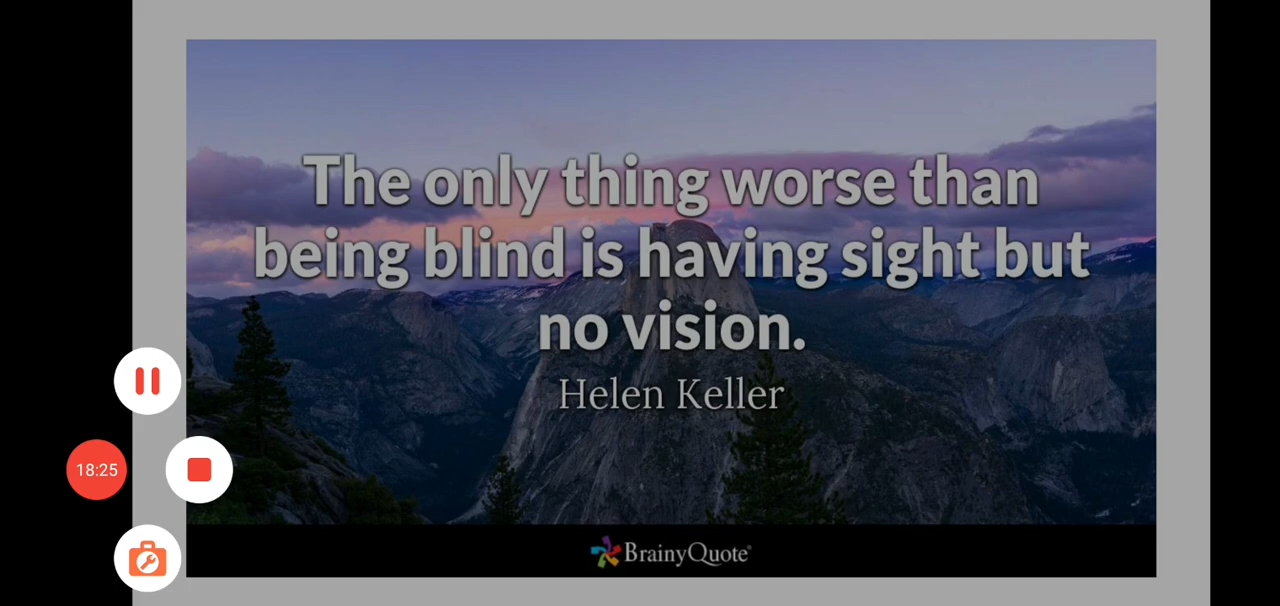 The only thing worse than
being blind is having sight but
no vision.
Helen Keller
18:25
BrainyQuote®